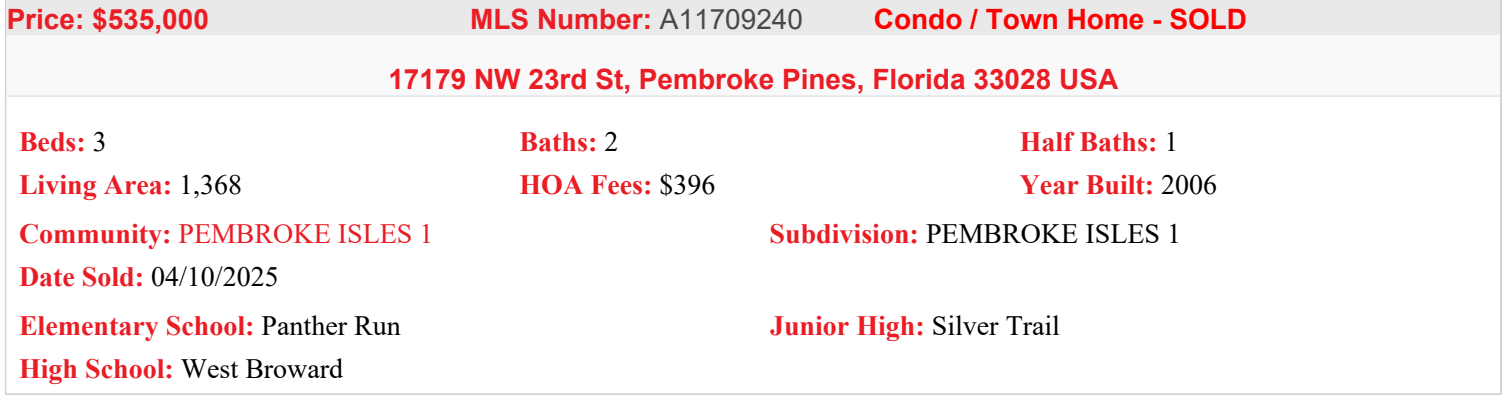 Price: $535,000 MLS Number: A11709240 Condo / Town Home - SOLD
17179 NW 23rd St, Pembroke Pines, Florida 33028 USA
Beds: 3 Baths: 2 Half Baths: 1
Living Area: 1,368 HOA Fees: $396 Year Built: 2006
Community: PEMBROKE ISLES 1 Subdivision: PEMBROKE ISLES 1
Date Sold: 04/10/2025
Elementary School: Panther Run Junior High: Silver Trail
High School: West Broward